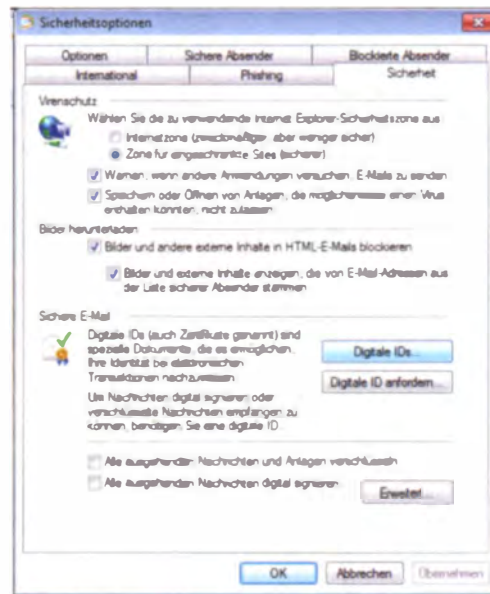 Sicherheitsoptionen
Optionen Sichere Absender Blockierte Absender
International Phishing Sicherheit
Virenschutz
Wählen Sie die zu verwendende Internet Explorer-Sicherheitszone aus
Internetzone (zweckmäßiger, aber weniger sicher)
Zone für eingeschränkte Sites (sicherer)
Warnen, wenn andere Anwendungen versuchen, E-Mails zu senden
Speichern oder Öffnen von Anlagen, die möglicherweise einen Virus
enthalten könnten, nicht zulassen
Bilder herunterladen
Bilder und andere externe Inhalte in HTML-E-Mails blockieren
Bilder und externe Inhalte anzeigen, die von E-Mail-Adressen aus
der Liste sicherer Absender stammen
Sichere E-Mail
Digitale IDs (auch Zertifikate genannt) sind
spezielle Dokumente, die es ermöglichen,
Ihre Identität bei elektronischen
Transaktionen nachzuweisen.
Digitale IDs...
Digitale ID anfordern...
Um Nachrichten digital signieren oder
verschlüsselte Nachrichten empfangen zu
können, benötigen Sie eine digitale ID.
Alle ausgehenden Nachrichten und Anlagen verschlüsseln
Alle ausgehenden Nachrichten digital signieren
Erweitert...
OK Abbrechen Übernehmen